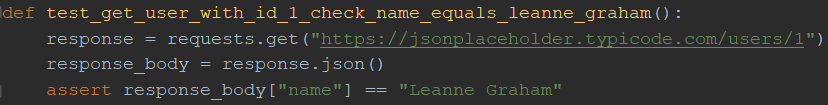 def test_get_user_with_id_1_check_name_equals_leanne_graham():
    response = requests.get("https://jsonplaceholder.typicode.com/users/1")
    response_body = response.json()
    assert response_body["name"] == "Leanne Graham"